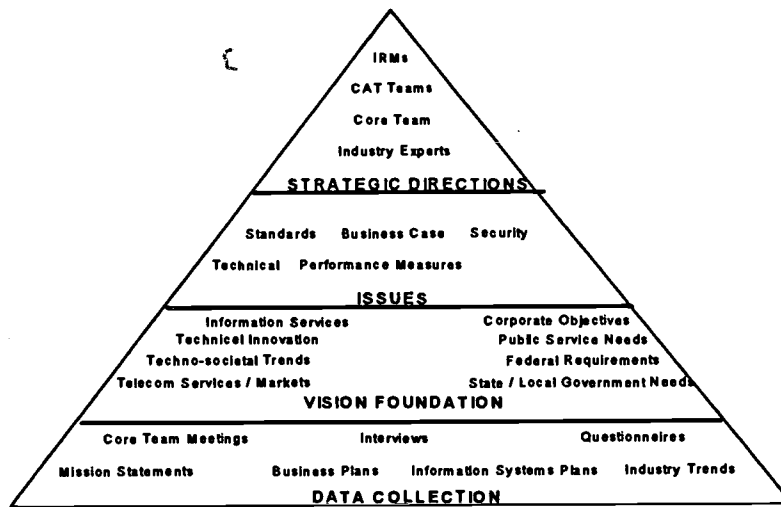 IRMs
CAT Teams
Core Team
Industry Experts
STRATEGIC DIRECTIONS
Standards Business Case Security
Technical Performance Measures
ISSUES
Information Services Corporate Objectives
Technicel Innovation Public Service Needs
Techno-societal Trends Federal Requirements
Telecom Services / Markets State / Local Government Needs
VISION FOUNDATION
Core Team Meetings Interviews Questionneires
Mission Statements Business Plans Information Systems Plans Industry Trends
DATA COLLECTION